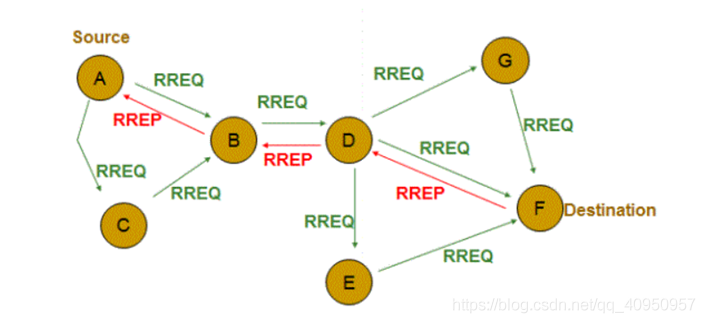 Source
A
RREQ
RREP
B
RREQ
RREP
D
RREQ
G
RREQ
RREQ
RREP
F
Destination
RREQ
C
RREQ
RREQ
E
RREQ
https://blog.csdn.net/qq_40950957